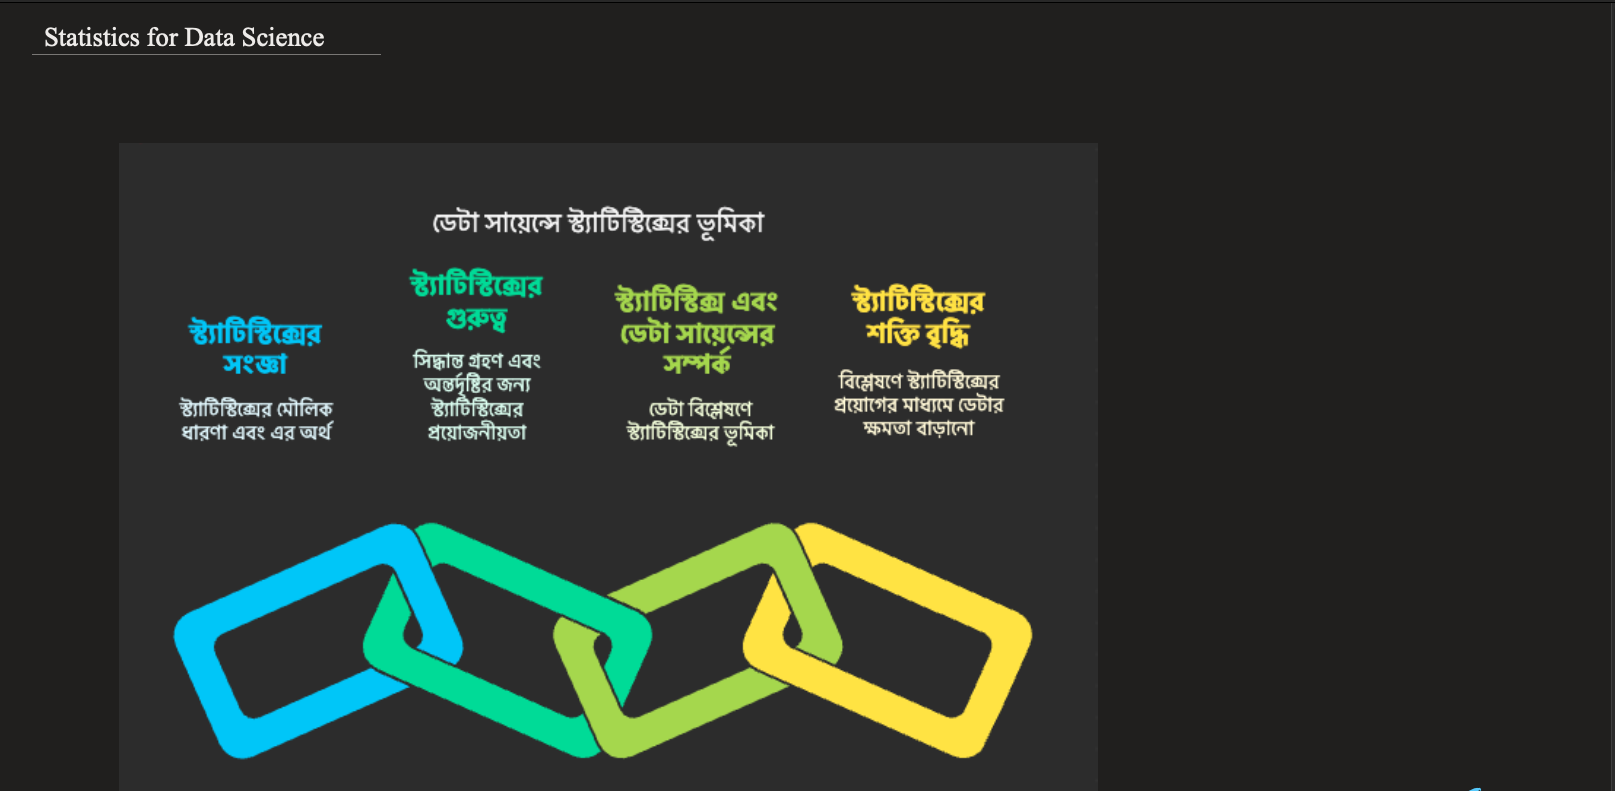 Statistics for Data Science
ডেটা সায়েন্সে স্ট্যাটিস্টিক্সের ভূমিকা
স্ট্যাটিস্টিক্সের
সংজ্ঞা
স্ট্যাটিস্টিক্সের মৌলিক
ধারণা এবং এর অর্থ
স্ট্যাটিস্টিক্সের
গুরুত্ব
সিদ্ধান্ত গ্রহণ এবং
অন্তর্দৃষ্টির জন্য
স্ট্যাটিস্টিক্সের
প্রয়োজনীয়তা
স্ট্যাটিস্টিক্স এবং
ডেটা সায়েন্সের
সম্পর্ক
ডেটা বিশ্লেষণে
স্ট্যাটিস্টিক্সের ভূমিকা
স্ট্যাটিস্টিক্সের
শক্তি বৃদ্ধি
বিশ্লেষণে স্ট্যাটিস্টিক্সের
প্রয়োগের মাধ্যমে ডেটার
ক্ষমতা বাড়ানো